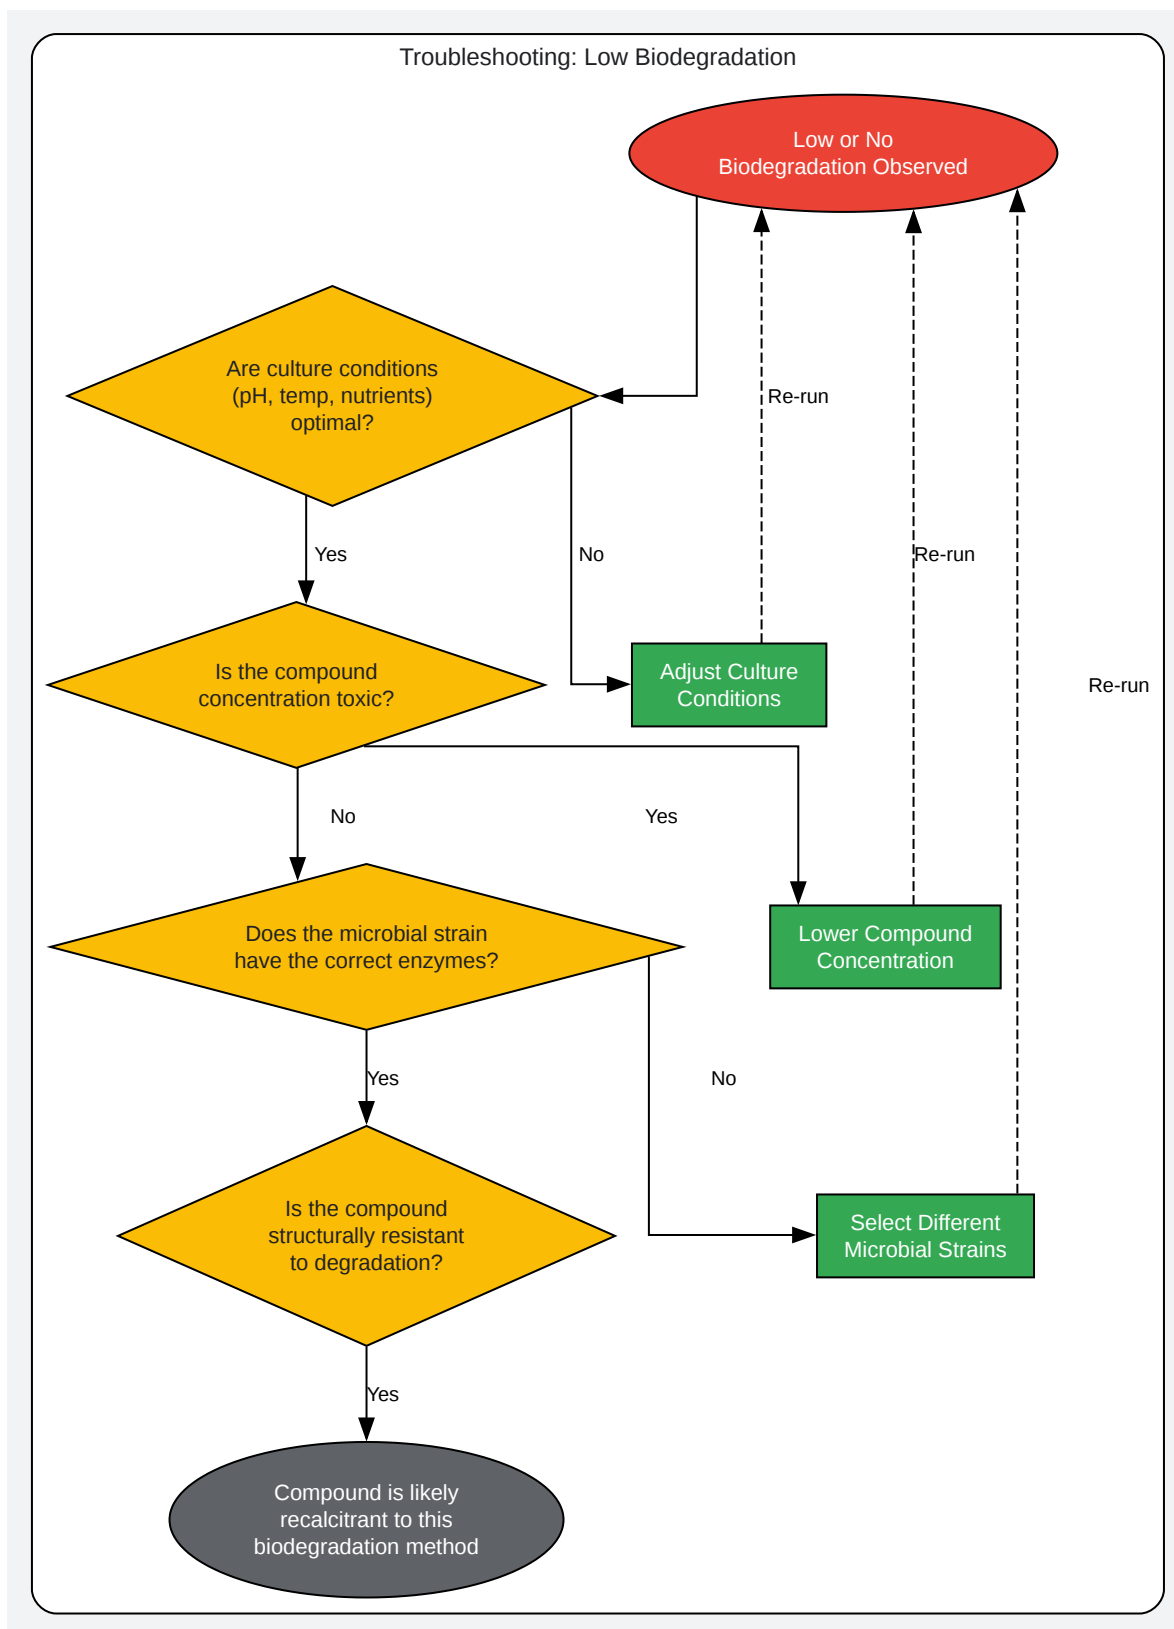 Troubleshooting: Low Biodegradation
Low or No
Biodegradation Observed
Are culture conditions
(pH, temp, nutrients)
optimal?
Re-run
Yes
No
Re-run
Is the compound
concentration toxic?
Adjust Culture
Conditions
Re-run
No
Yes
Does the microbial strain
have the correct enzymes?
Lower Compound
Concentration
Yes
No
Is the compound
structurally resistant
to degradation?
Select Different
Microbial Strains
Yes
Compound is likely
recalcitrant to this
biodegradation method